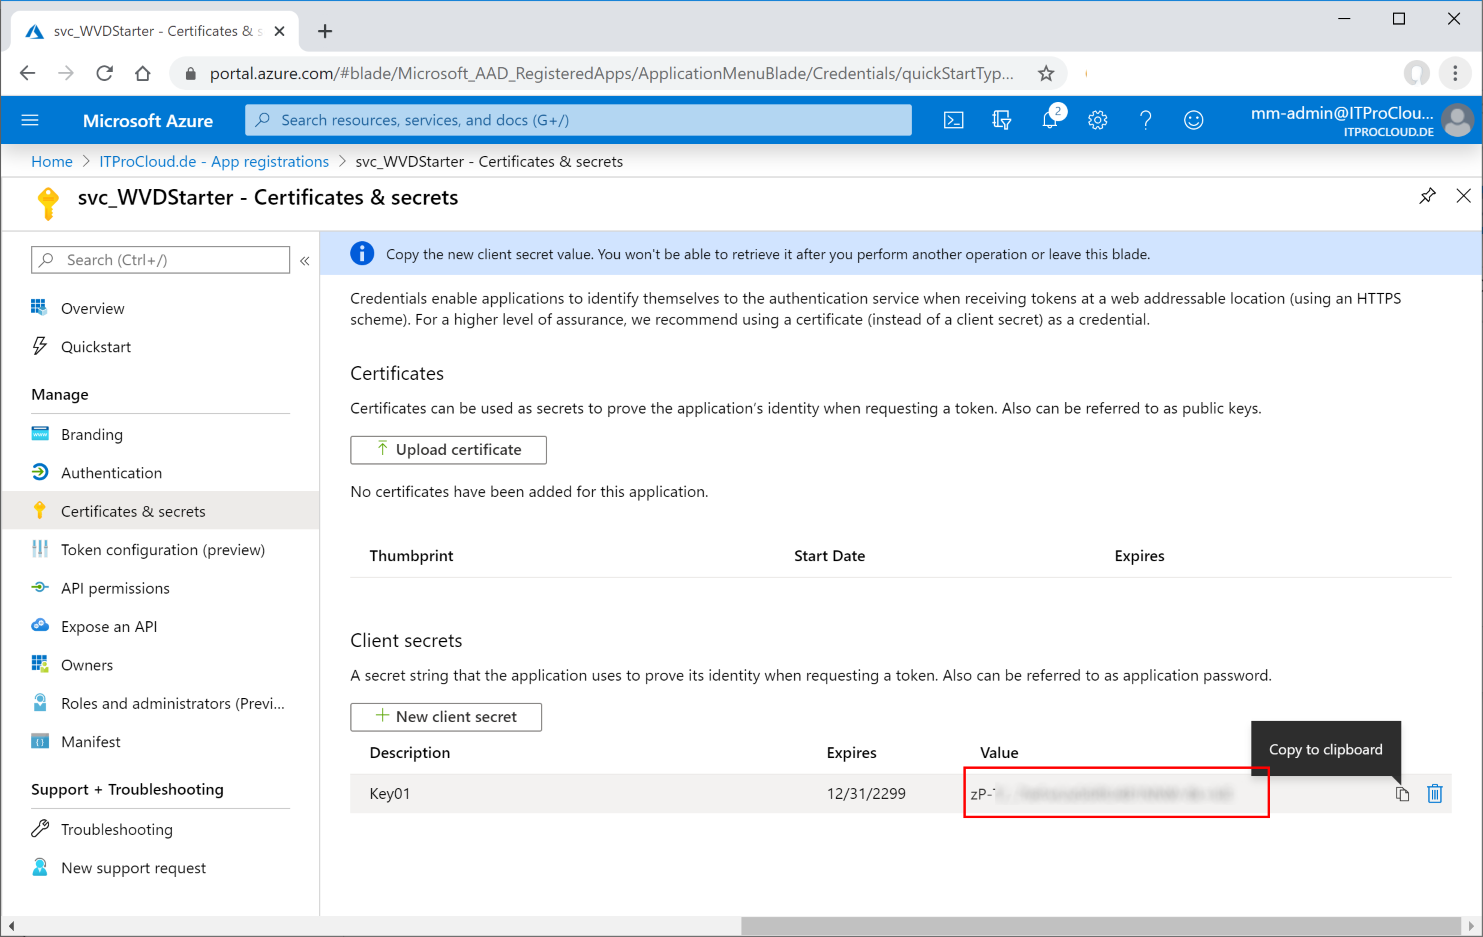 svc_WVDStarter - Certificates & s
portal.azure.com/#blade/Microsoft_AAD_RegisteredApps/ApplicationMenuBlade/Credentials/quickStartTyp...
Microsoft Azure
Search resources, services, and docs (G+/)
2
mm-admin@ITProClou...
ITPROCLOUD.DE
Home > ITProCloud.de - App registrations > svc_WVDStarter - Certificates & secrets
svc_WVDStarter - Certificates & secrets
Search (Ctrl+/)
«
Overview
Quickstart
Manage
Branding
Authentication
Certificates & secrets
Token configuration (preview)
API permissions
Expose an API
Owners
Roles and administrators (Previ...
Manifest
Support + Troubleshooting
Troubleshooting
New support request
Copy the new client secret value. You won't be able to retrieve it after you perform another operation or leave this blade.
Credentials enable applications to identify themselves to the authentication service when receiving tokens at a web addressable location (using an HTTPS
scheme). For a higher level of assurance, we recommend using a certificate (instead of a client secret) as a credential.
Certificates
Certificates can be used as secrets to prove the application’s identity when requesting a token. Also can be referred to as public keys.
Upload certificate
No certificates have been added for this application.
Thumbprint Start Date Expires
Client secrets
A secret string that the application uses to prove its identity when requesting a token. Also can be referred to as application password.
New client secret
Description Expires Value
Copy to clipboard
Key01 12/31/2299 zP-